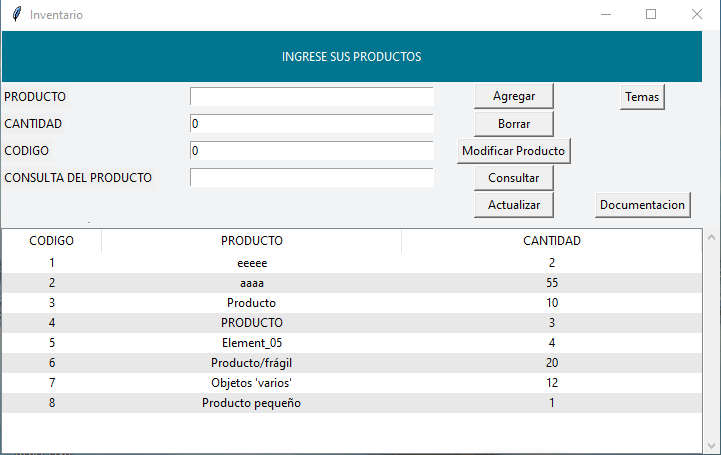 Inventario
INGRESE SUS PRODUCTOS
PRODUCTO Agregar Temas
CANTIDAD 0 Borrar
CODIGO 0 Modificar Producto
CONSULTA DEL PRODUCTO Consultar
Actualizar Documentacion
CODIGO PRODUCTO CANTIDAD
1 eeeee 2
2 aaaa 55
3 Producto 10
4 PRODUCTO 3
5 Element_05 4
6 Producto/frágil 20
7 Objetos 'varios' 12
8 Producto pequeño 1